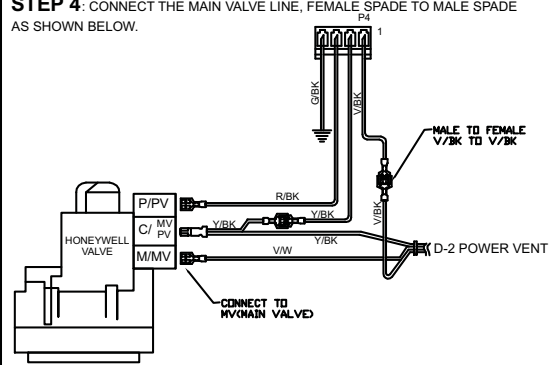 STEP 4: CONNECT THE MAIN VALVE LINE, FEMALE SPADE TO MALE SPADE
AS SHOWN BELOW.
P4
1
G/BK
V/BK
MALE TO FEMALE
V/BK TO V/BK
P/PV
R/BK
C/ MV
PV
Y/BK
Y/BK
V/BK
HONEYWELL
VALVE
Y/BK
D-2 POWER VENT
M/MV
V/W
CONNECT TO
MV(MAIN VALVE)